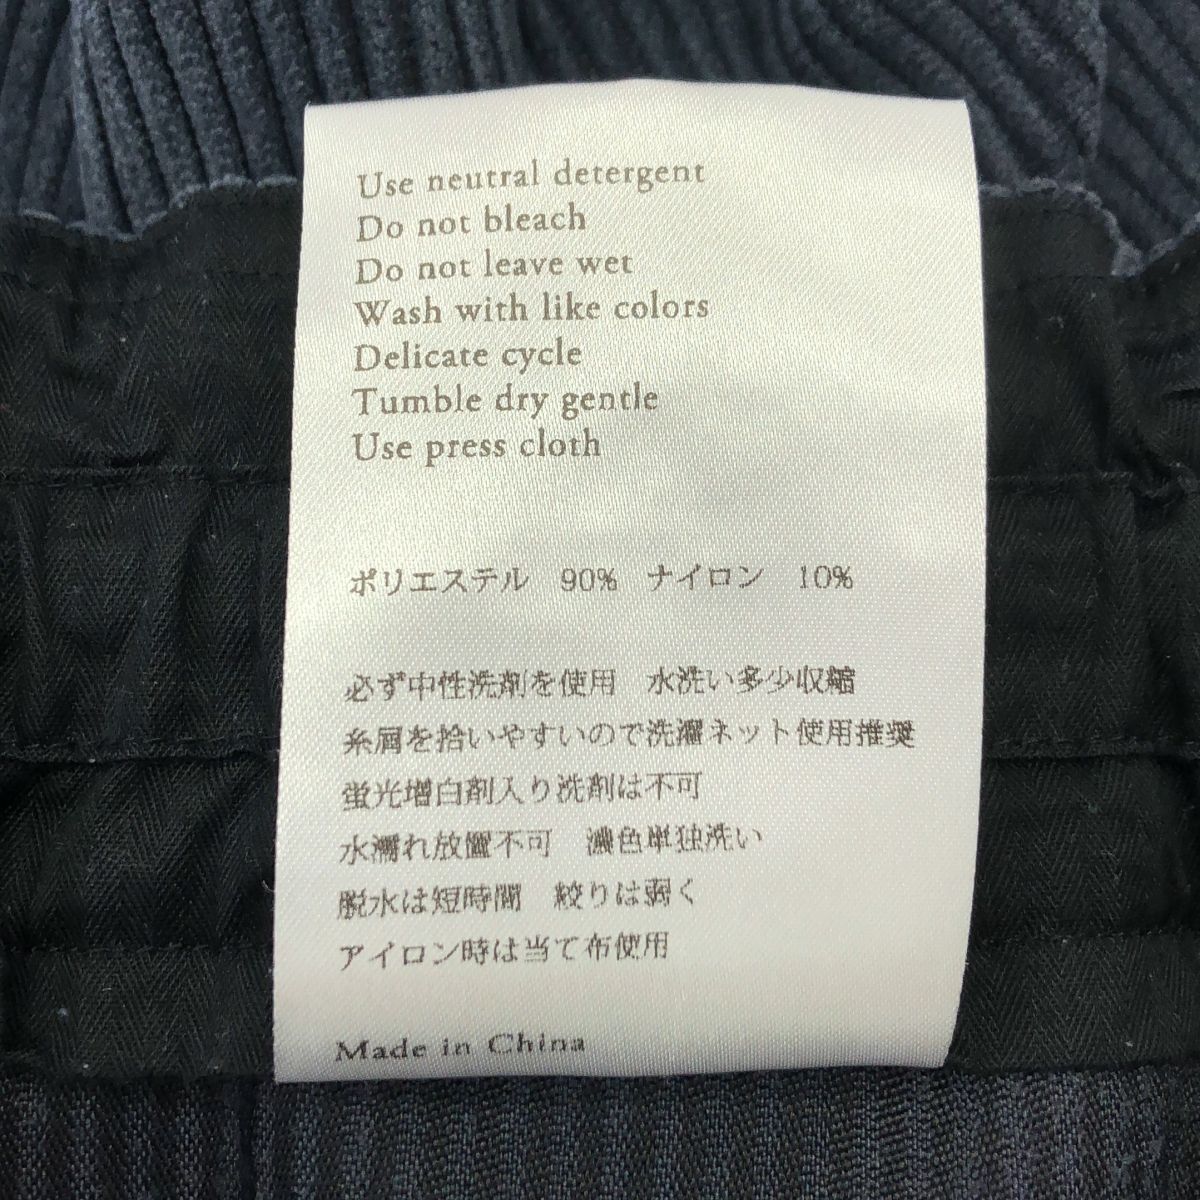 Use neutral detergent
Do not bleach
Do not leave wet
Wash with like colors
Delicate cycle
Tumble dry gentle
Use press cloth
ポリエステル 90% ナイロン 10%
必ず中性洗剤を使用 水洗い多少収縮
糸屑を拾いやすいので洗濯ネット使用推奨
蛍光増白剤入り洗剤は不可
水濡れ放置不可 濃色単独洗い
脱水は短時間 絞りは弱く
アイロン時は当て布使用
Made in China